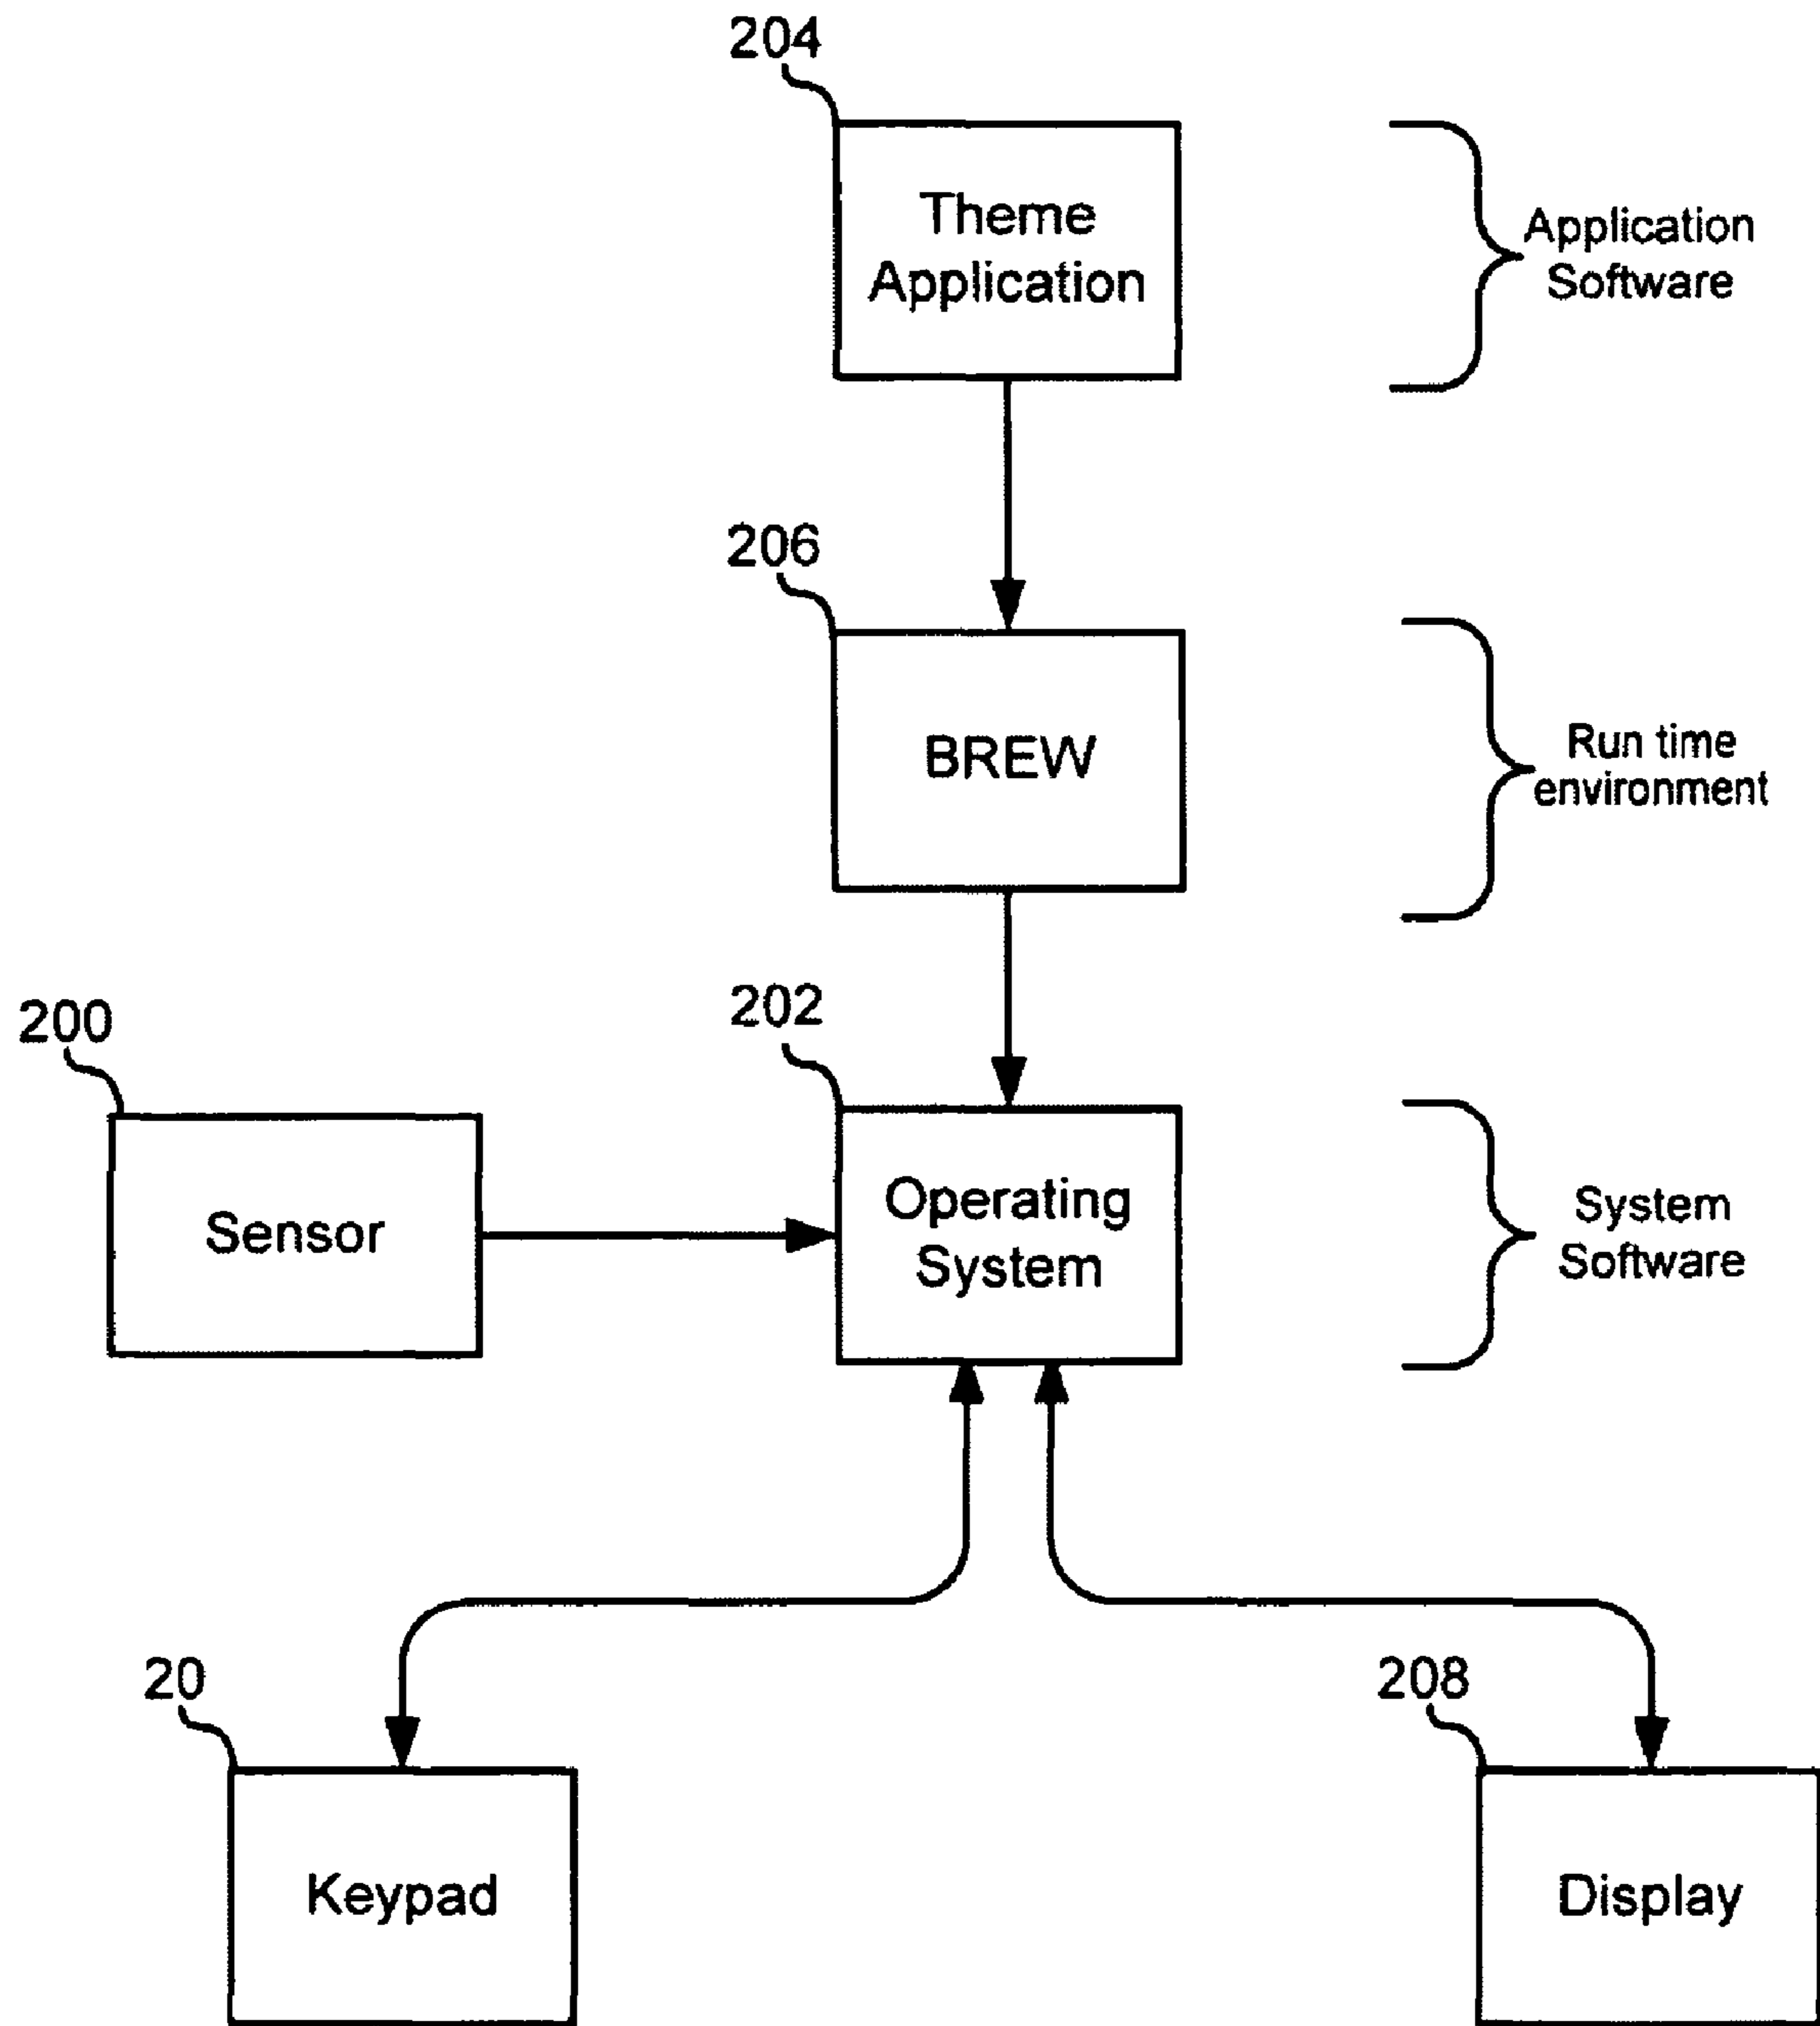 204
Theme
Application
Application
Software
206
BREW
Run time
environment
200
202
Sensor
Operating
System
System
Software
20
208
Keypad
Display